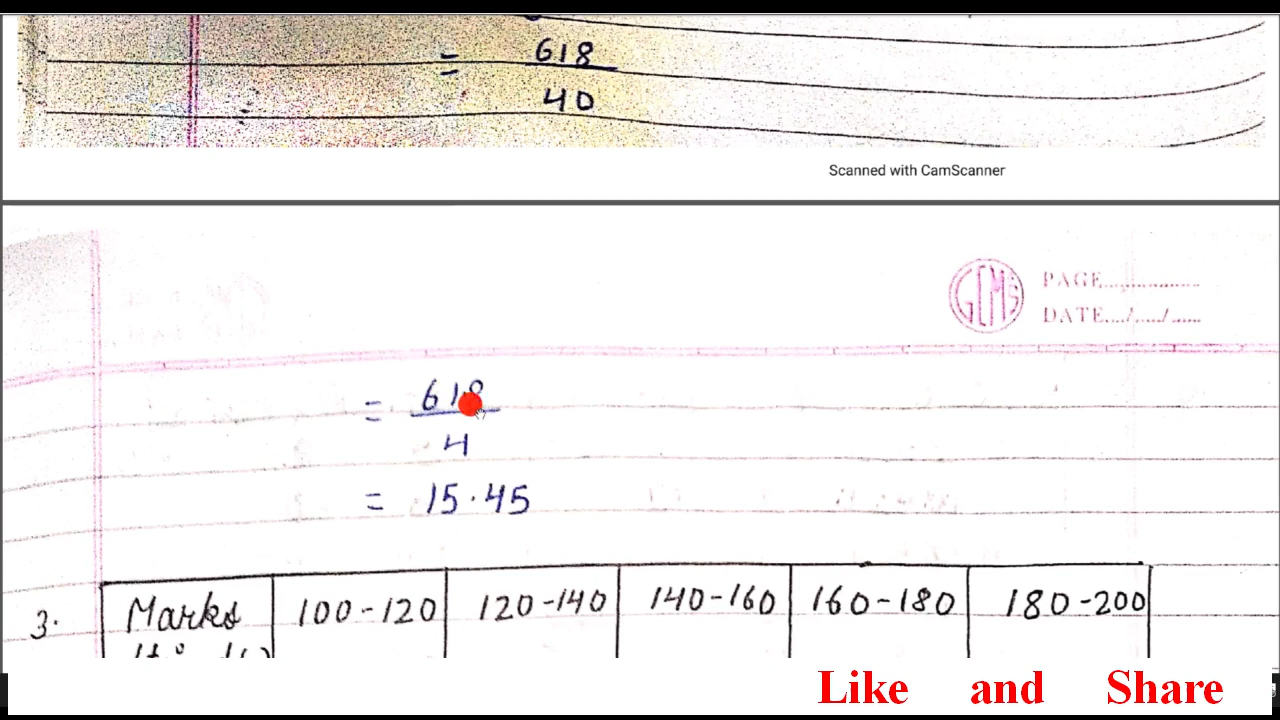 = 618
40
Scanned with CamScanner
GEMS PAGE
DATE.../..../......
= 618
4
= 15.45
3. Marks 100-120 120-140 140-160 160-180 180-200
Like and Share